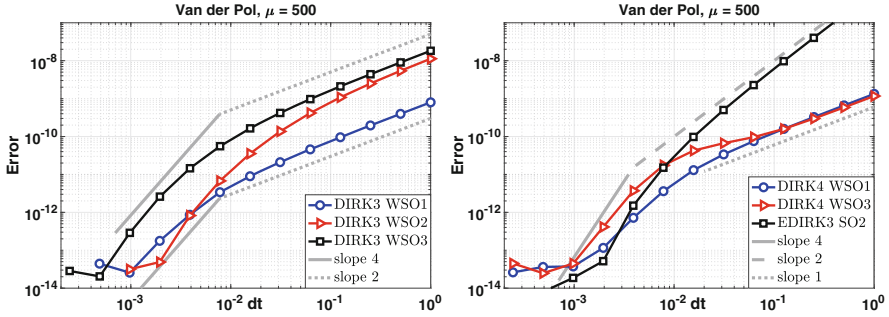 Van der Pol, μ = 500
Error
10^-8
10^-10
10^-12
10^-14
10^-3
10^-2
dt
10^-1
10^0
DIRK3 WSO1
DIRK3 WSO2
DIRK3 WSO3
slope 4
slope 2
Van der Pol, μ = 500
Error
10^-8
10^-10
10^-12
10^-14
10^-3
10^-2
dt
10^-1
10^0
DIRK4 WSO1
DIRK4 WSO3
EDIRK3 SO2
slope 4
slope 2
slope 1